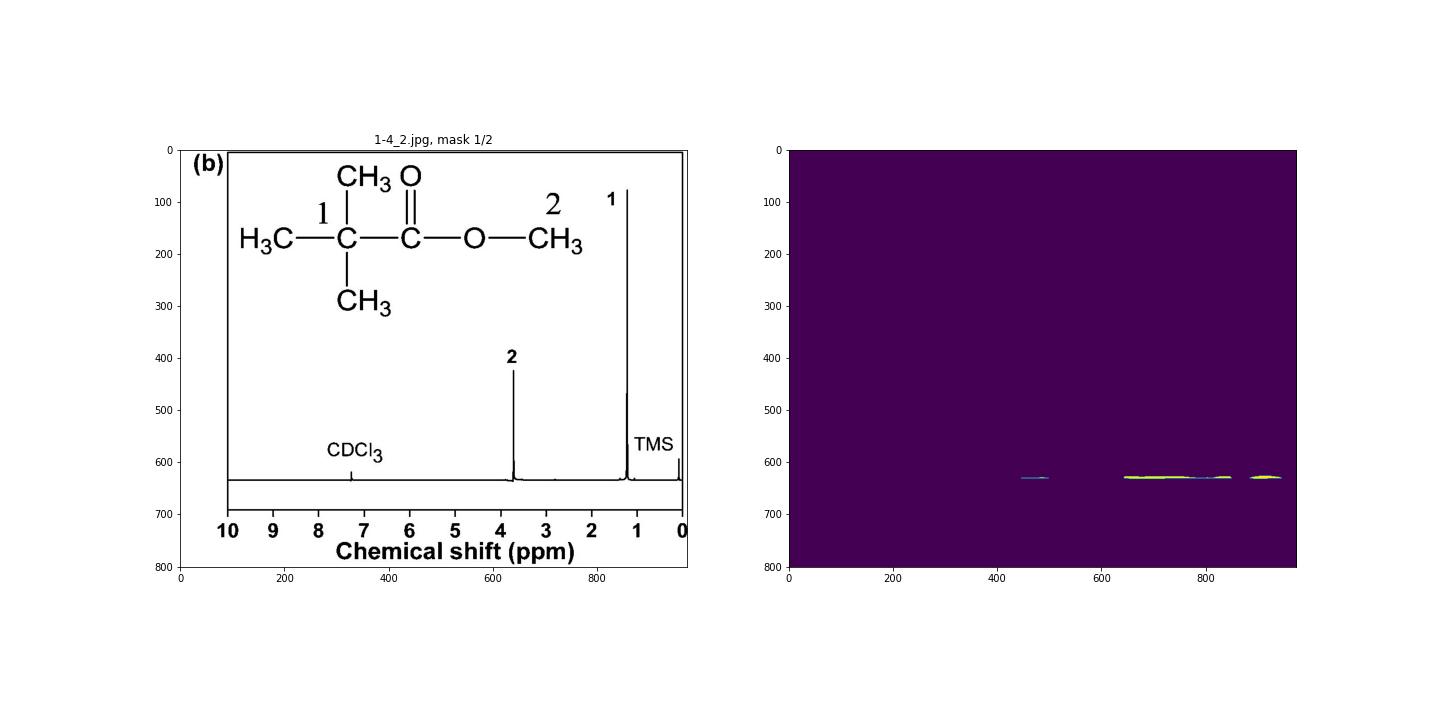 1-4_2.jpg, mask 1/2
0
100
200
300
400
500
600
700
800
(b)
CH3 O
1
2
1
H3C C C O CH3
CH3
2
CDCl3
TMS
10 9 8 7 6 5 4 3 2 1 0
Chemical shift (ppm)
0 200 400 600 800
0
100
200
300
400
500
600
700
800
0 200 400 600 800